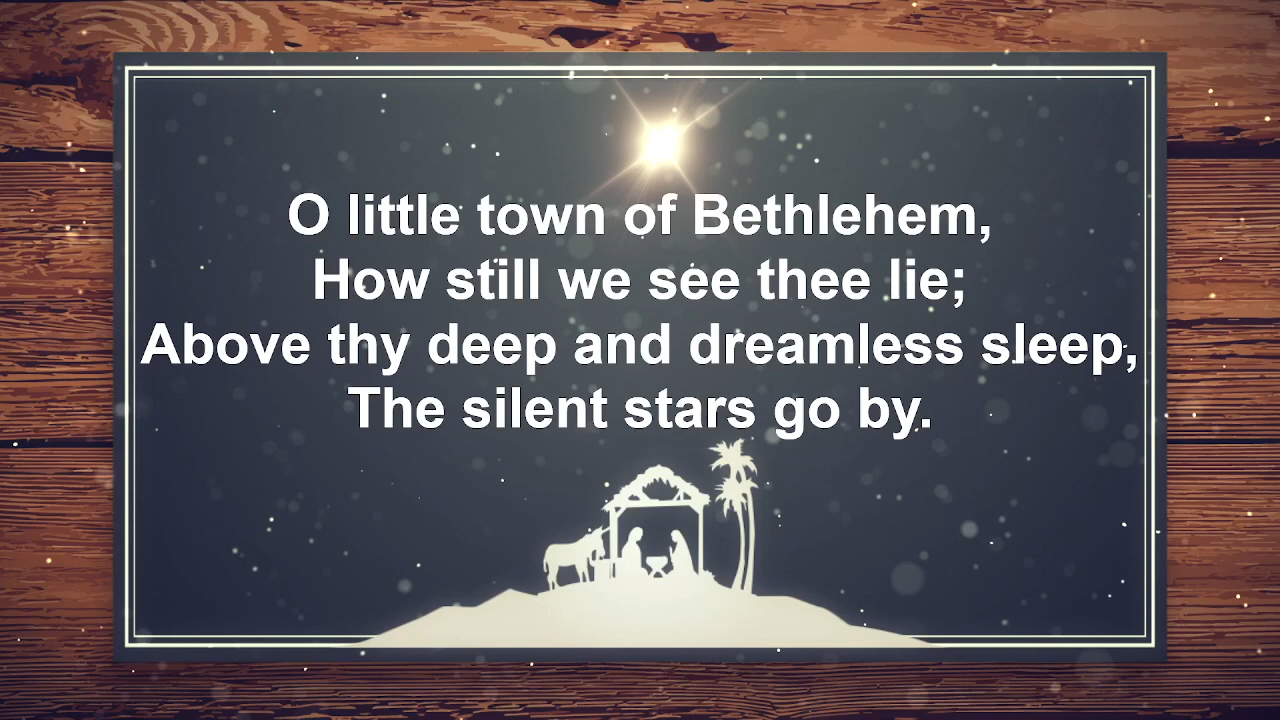 O little town of Bethlehem,
How still we see thee lie;
Above thy deep and dreamless sleep,
The silent stars go by.